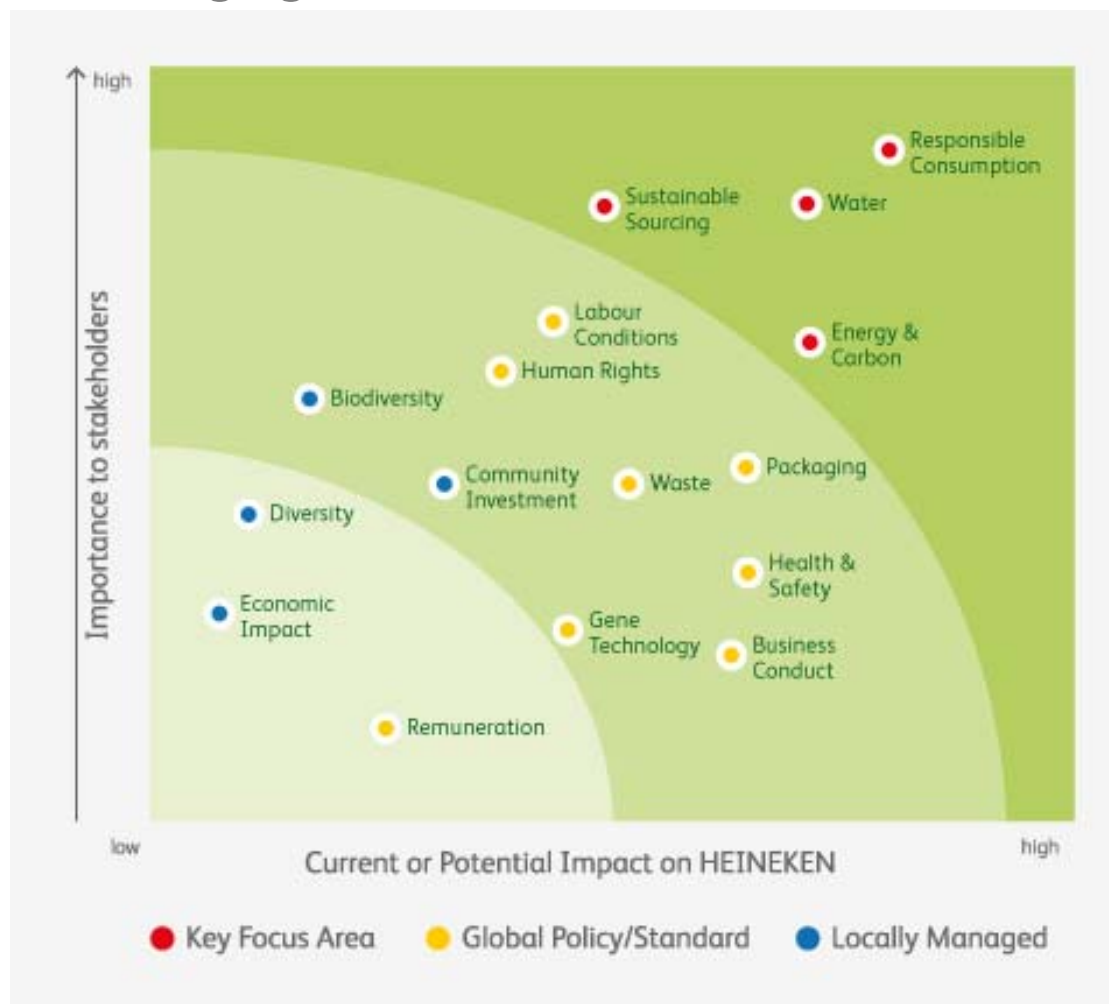 high
Responsible
Consumption
Sustainable
Sourcing
Water
Labour
Conditions
Energy &
Carbon
Human Rights
Biodiversity
Importance to stakeholders
Community
Investment
Waste
Packaging
Diversity
Health &
Safety
Economic
Impact
Gene
Technology
Business
Conduct
Remuneration
low
high
Current or Potential Impact on HEINEKEN
Key Focus Area
Global Policy/Standard
Locally Managed